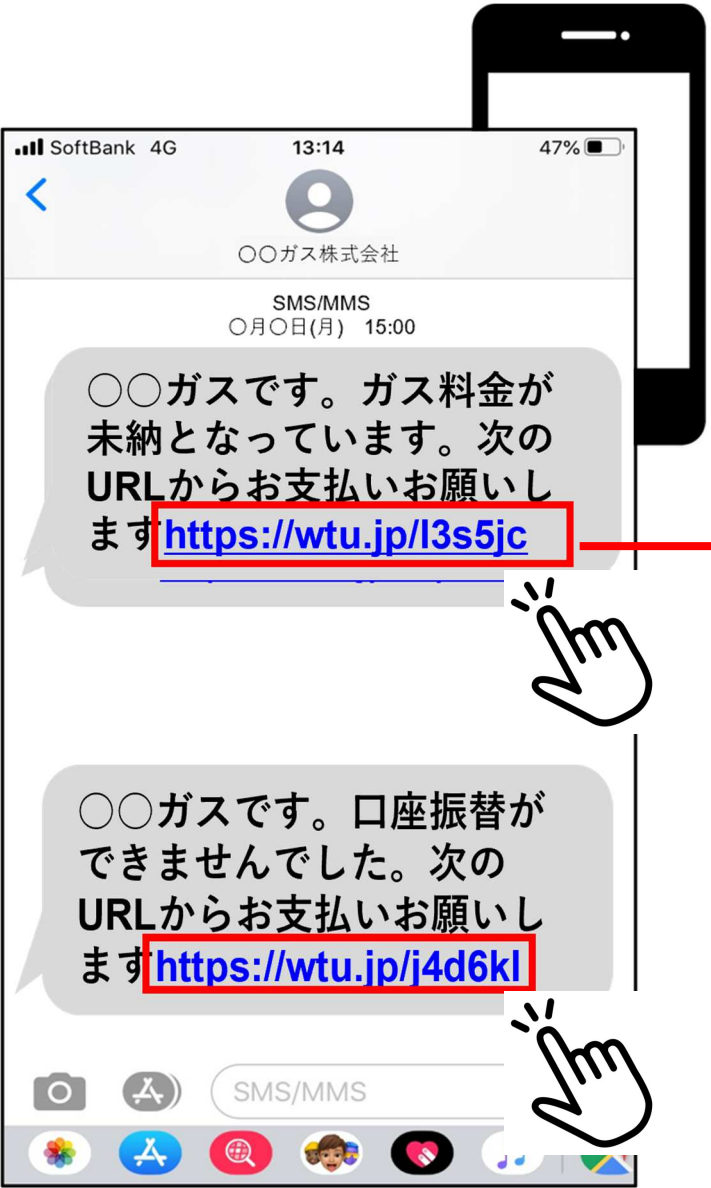 SoftBank 4G 13:14 47%
〇〇ガス株式会社
SMS/MMS
〇月〇日(月) 15:00
〇〇ガスです。ガス料金が
未納となっています。次の
URLからお支払いお願いし
ますhttps://wtu.jp/l3s5jc
〇〇ガスです。口座振替が
できませんでした。次の
URLからお支払いお願いし
ますhttps://wtu.jp/j4d6kl
SMS/MMS